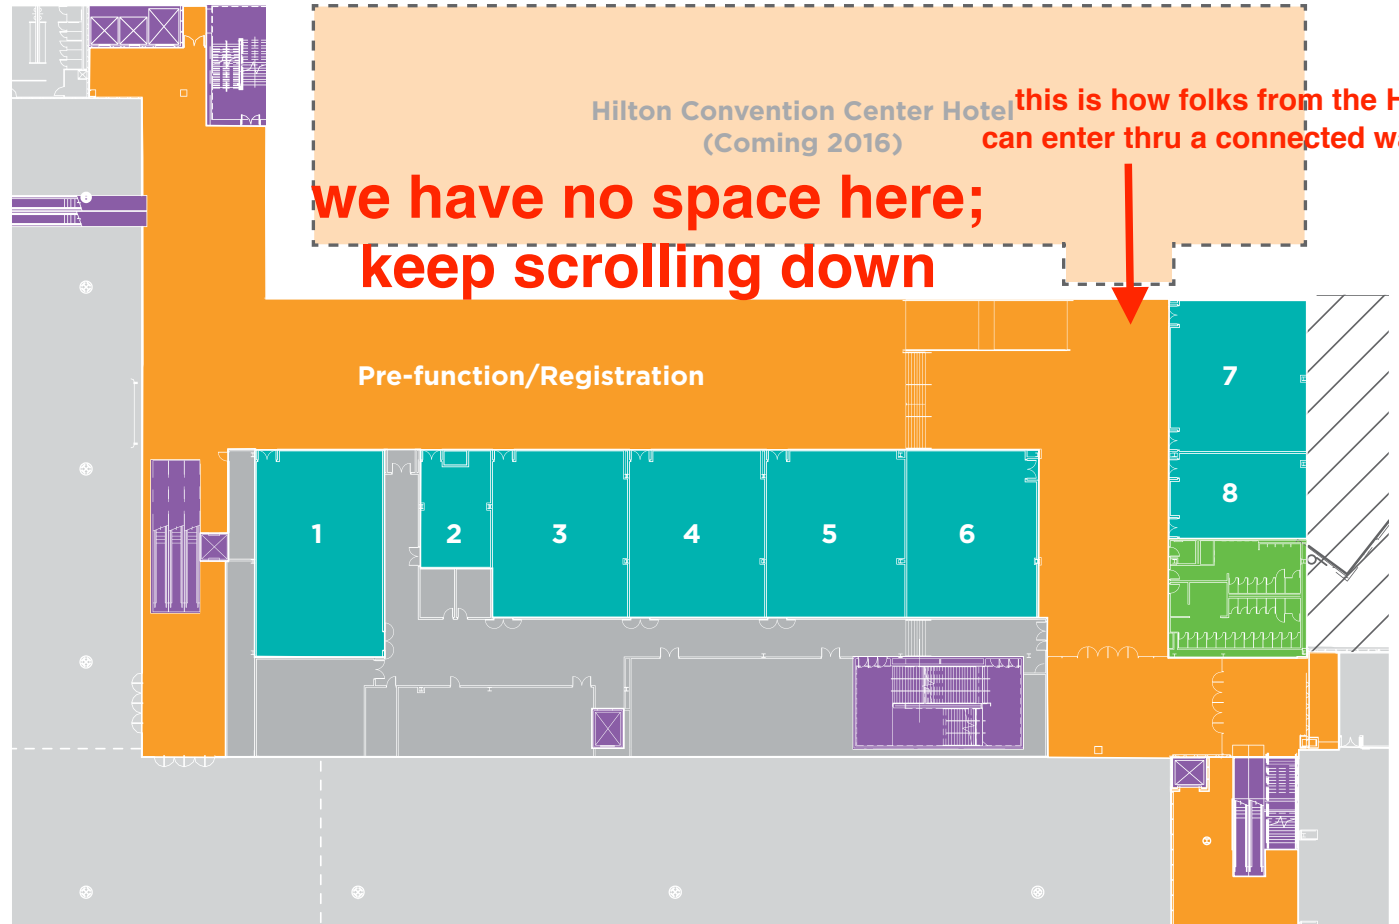 Hilton Convention Center Hotel
(Coming 2016)
this is how folks from the H
can enter thru a connected wa
we have no space here;
keep scrolling down
Pre-function/Registration
7
8
1
2
3
4
5
6